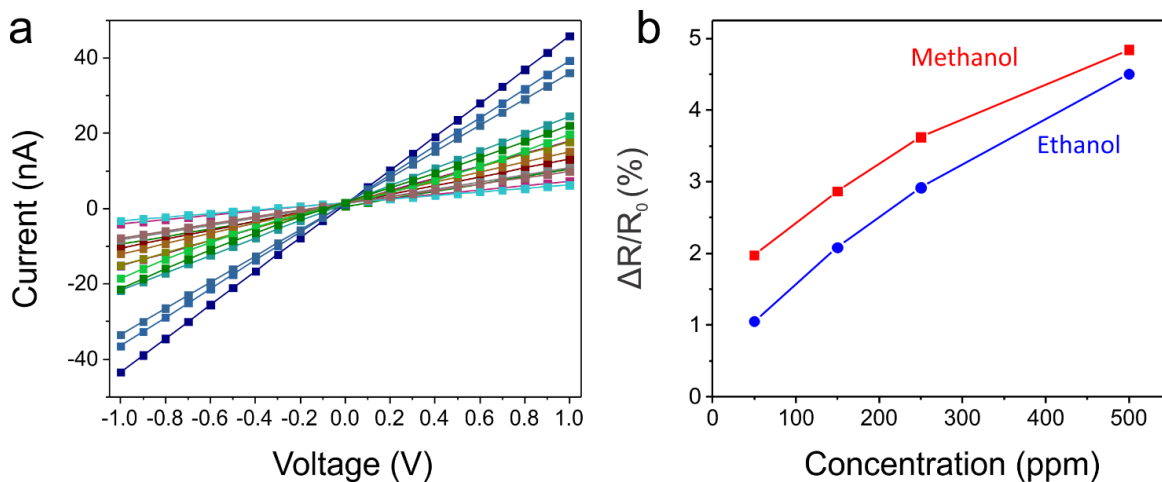 a
40
20
0
-20
-40
Current (nA)
-1.0 -0.8 -0.6 -0.4 -0.2 0.0 0.2 0.4 0.6 0.8 1.0
Voltage (V)
b
5
4
3
2
1
0
ΔR/R₀ (%)
Methanol
Ethanol
0 100 200 300 400 500
Concentration (ppm)